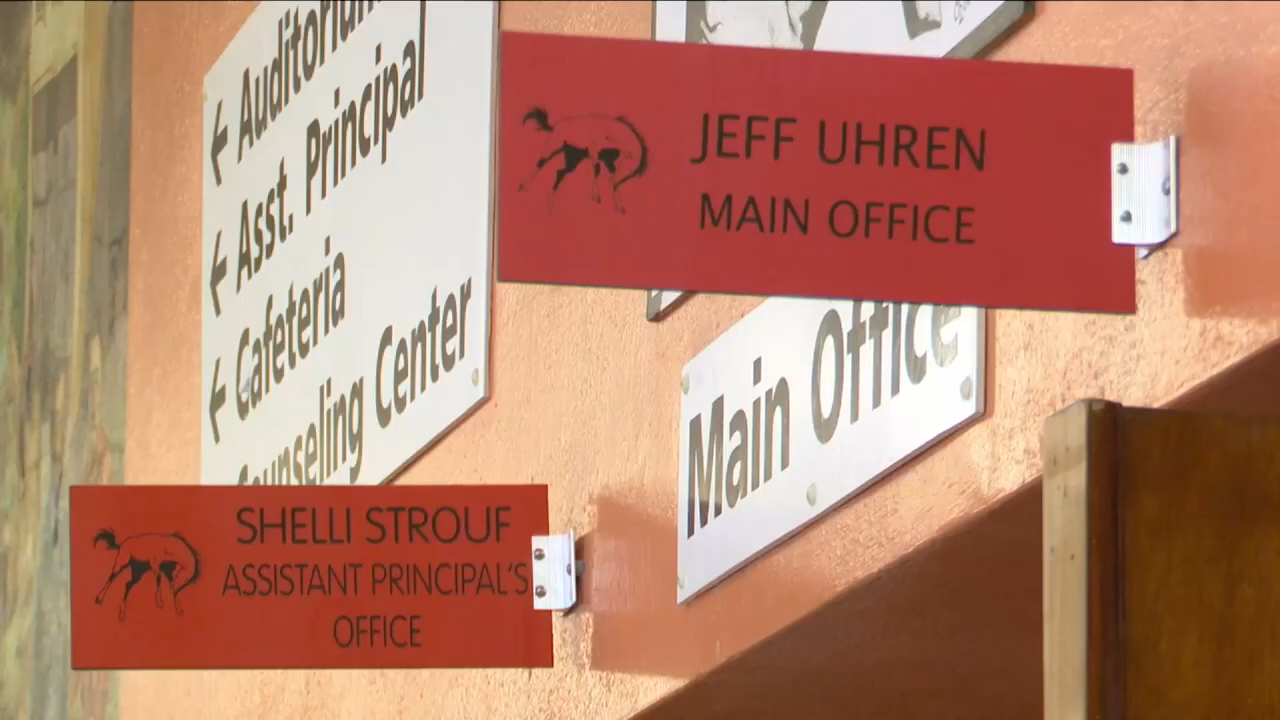 ← Auditorium
← Asst. Principal
← Cafeteria
← Counseling Center
JEFF UHREN
MAIN OFFICE
Main Office
SHELLI STROUF
ASSISTANT PRINCIPAL'S
OFFICE